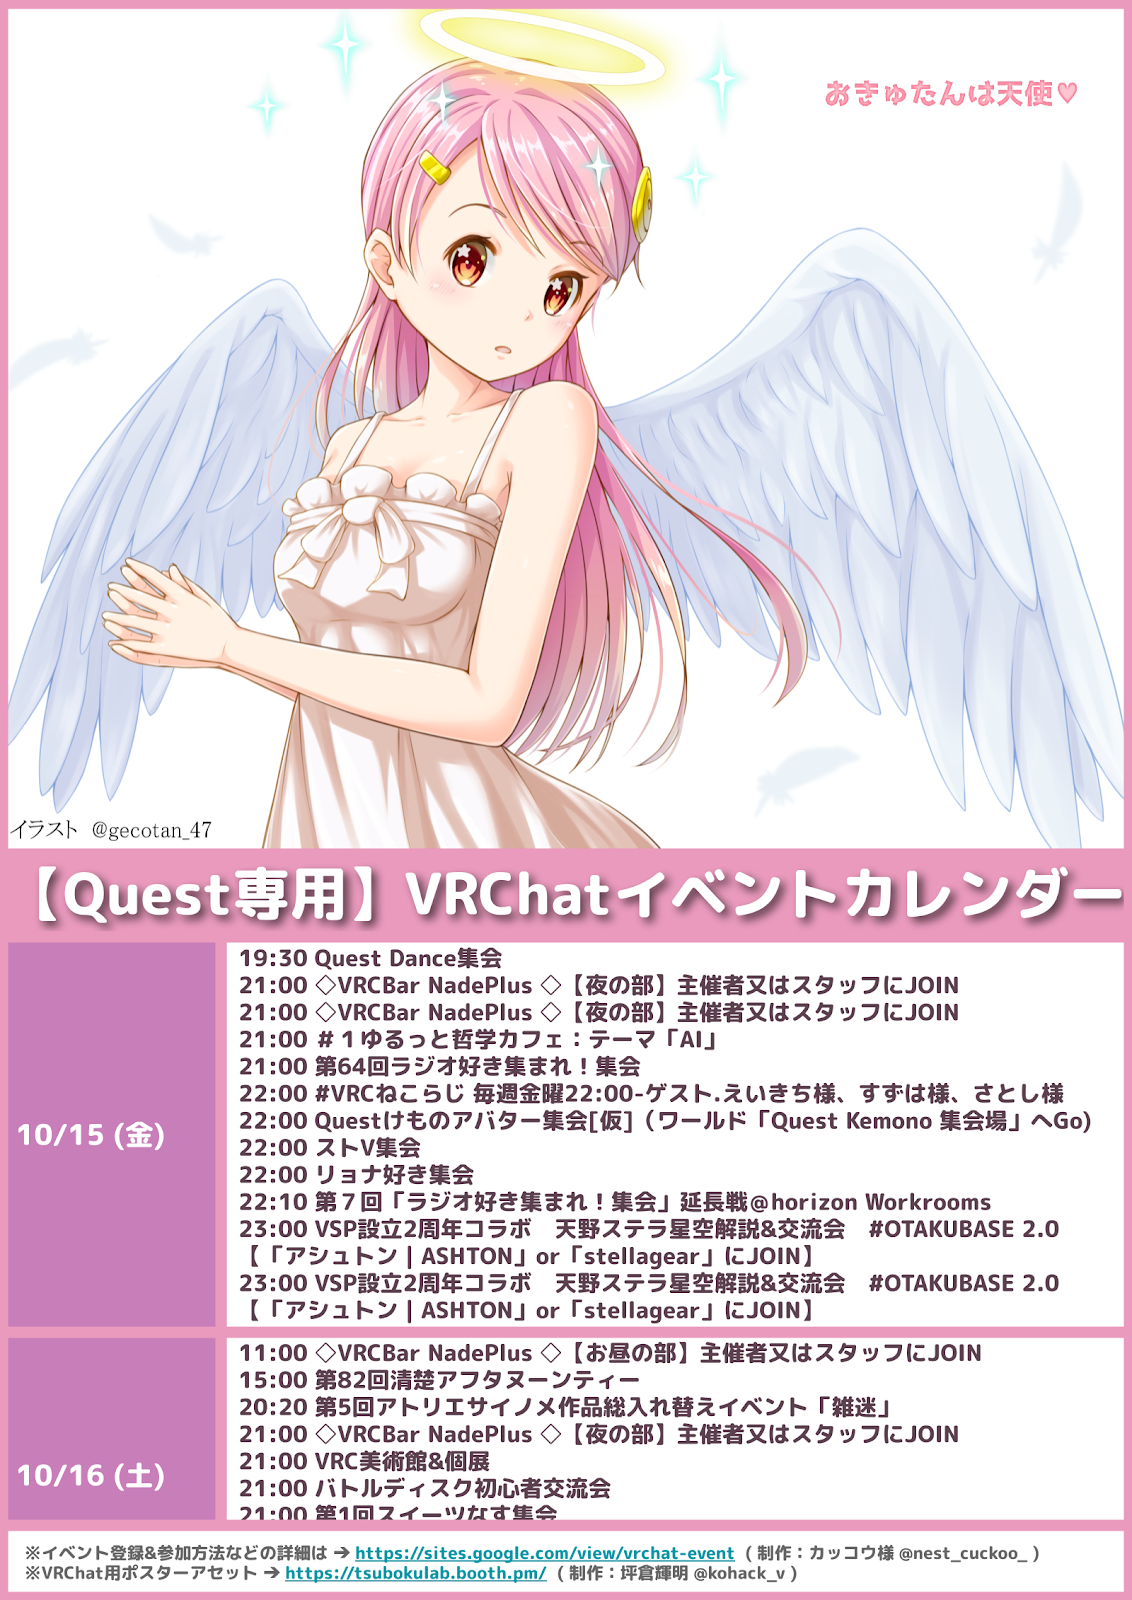 おきゅたんは天使♥
イラスト @gecotan_47
【Quest専用】VRChatイベントカレンダー
10/15 (金)
19:30 Quest Dance集会
21:00 ◇VRCBar NadePlus ◇【夜の部】主催者又はスタッフにJOIN
21:00 ◇VRCBar NadePlus ◇【夜の部】主催者又はスタッフにJOIN
21:00 ＃１ゆるっと哲学カフェ：テーマ「AI」
21:00 第64回ラジオ好き集まれ！集会
22:00 #VRCねこらじ 毎週金曜22:00-ゲスト.えいきち様、すずは様、さとし様
22:00 Questけものアバター集会[仮]（ワールド「Quest Kemono 集会場」へGo)
22:00 ストV集会
22:00 リョナ好き集会
22:10 第７回「ラジオ好き集まれ！集会」延長戦@horizon Workrooms
23:00 VSP設立2周年コラボ　天野ステラ星空解説&交流会　#OTAKUBASE 2.0
【「アシュトン | ASHTON」or「stellagear」にJOIN】
23:00 VSP設立2周年コラボ　天野ステラ星空解説&交流会　#OTAKUBASE 2.0
【「アシュトン | ASHTON」or「stellagear」にJOIN】
10/16 (土)
11:00 ◇VRCBar NadePlus ◇【お昼の部】主催者又はスタッフにJOIN
15:00 第82回清楚アフタヌーンティー
20:20 第5回アトリエサイノメ作品総入れ替えイベント「雑迷」
21:00 ◇VRCBar NadePlus ◇【夜の部】主催者又はスタッフにJOIN
21:00 VRC美術館&個展
21:00 バトルディスク初心者交流会
21:00 第1回スイーツなす集会
※イベント登録&参加方法などの詳細は → https://sites.google.com/view/vrchat-event ( 制作：カッコウ様 @nest_cuckoo_ )
※VRChat用ポスターアセット → https://tsubokulab.booth.pm/ ( 制作：坪倉輝明 @kohack_v )